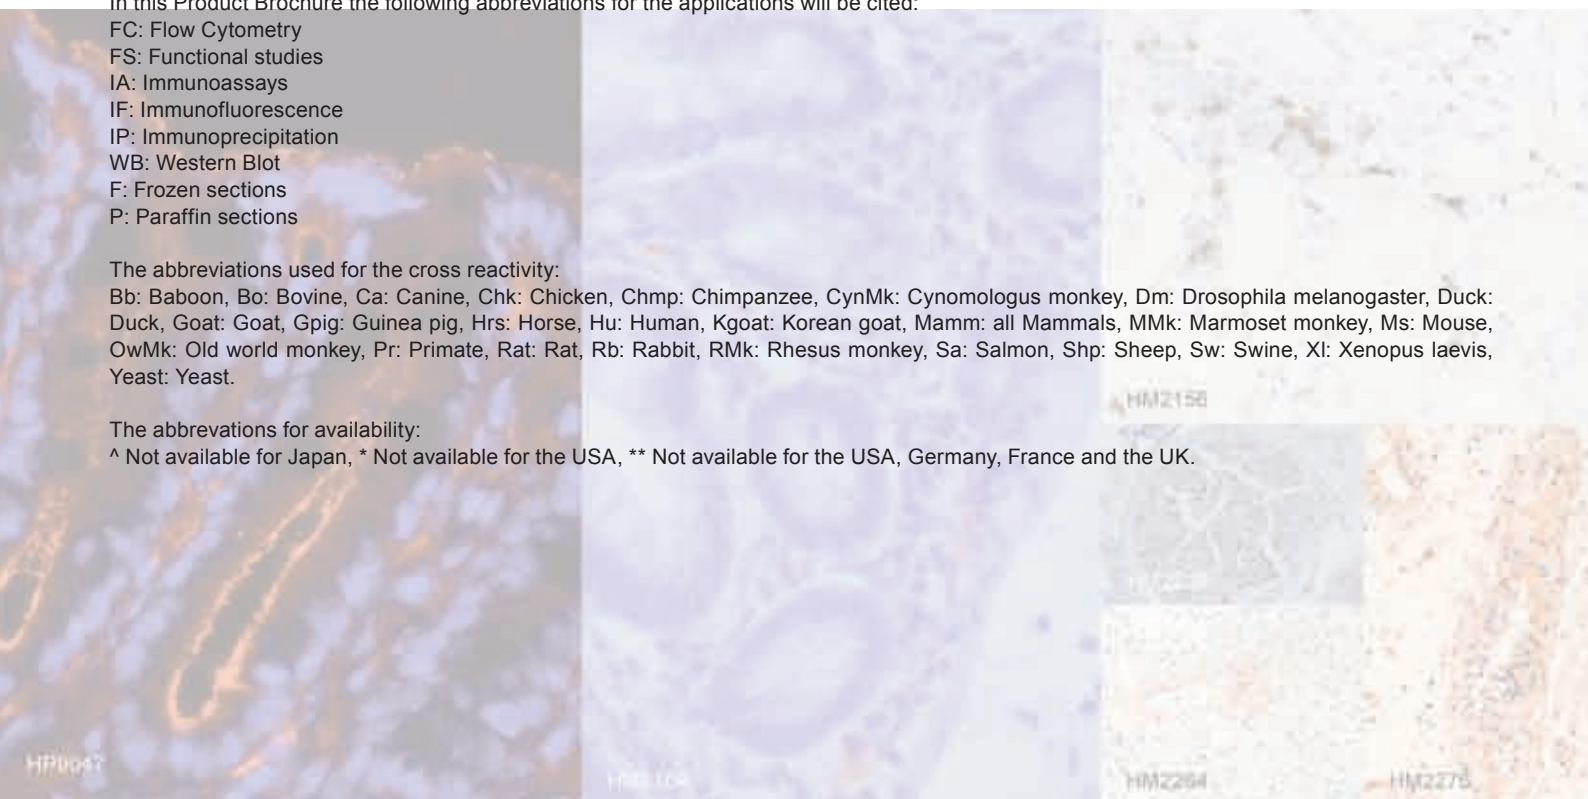 In this Product Brochure the following abbreviations for the applications will be cited:
FC: Flow Cytometry
FS: Functional studies
IA: Immunoassays
IF: Immunofluorescence
IP: Immunoprecipitation
WB: Western Blot
F: Frozen sections
P: Paraffin sections
The abbreviations used for the cross reactivity:
Bb: Baboon, Bo: Bovine, Ca: Canine, Chk: Chicken, Chmp: Chimpanzee, CynMk: Cynomologus monkey, Dm: Drosophila melanogaster, Duck:
Duck, Goat: Goat, Gpig: Guinea pig, Hrs: Horse, Hu: Human, Kgoat: Korean goat, Mamm: all Mammals, MMk: Marmoset monkey, Ms: Mouse,
OwMk: Old world monkey, Pr: Primate, Rat: Rat, Rb: Rabbit, RMk: Rhesus monkey, Sa: Salmon, Shp: Sheep, Sw: Swine, Xl: Xenopus laevis,
Yeast: Yeast.
HM2156
The abbrevations for availability:
^ Not available for Japan, * Not available for the USA, ** Not available for the USA, Germany, France and the UK.
HP9047
HM2264
HM2275